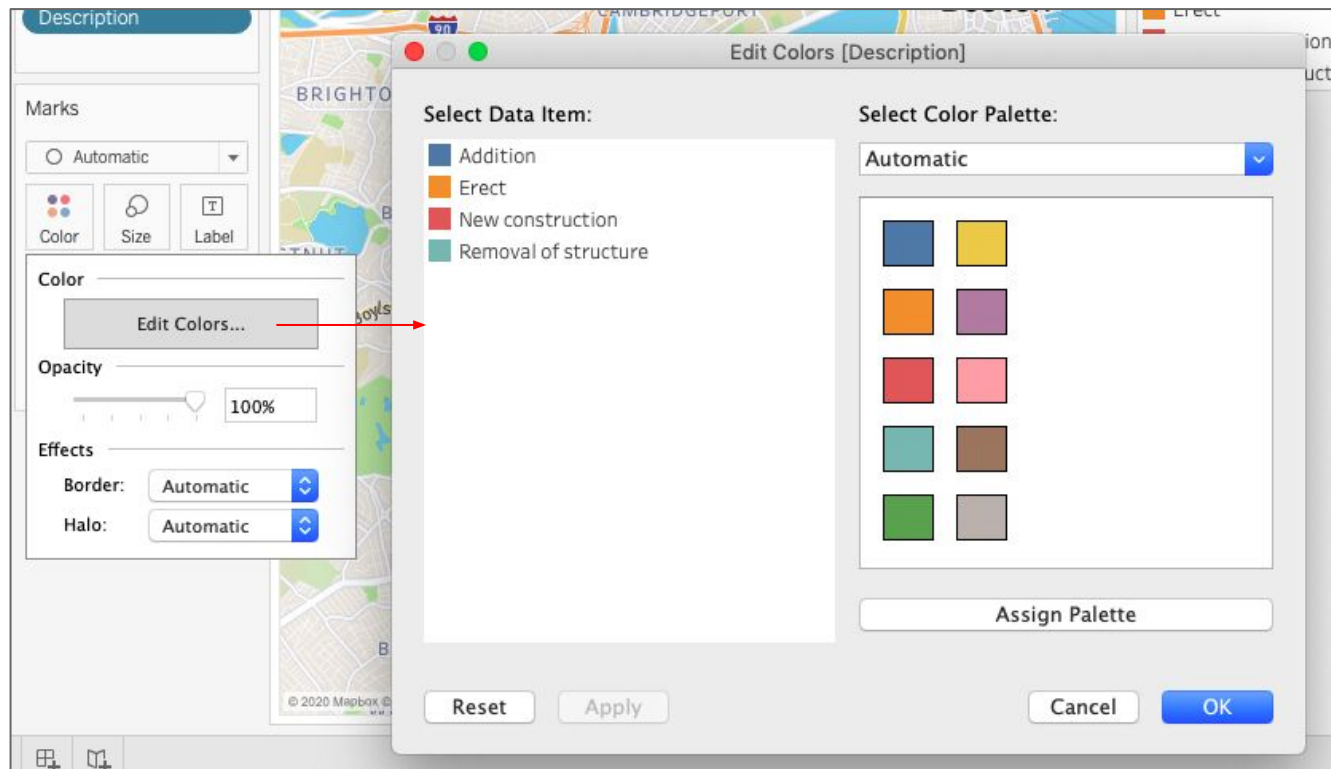 Description
Marks
Automatic
Color
Size
T
Label
Color
Edit Colors...
Opacity
100%
Effects
Border:
Automatic
Halo:
Automatic
CAMBRIDGEPORT
90
BRIGHTO
© 2020 Mapbox ©
Erect
Edit Colors [Description]
Select Data Item:
Addition
Erect
New construction
Removal of structure
Select Color Palette:
Automatic
Assign Palette
Reset
Apply
Cancel
OK